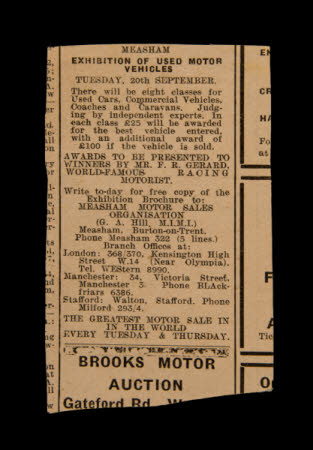 MEASHAM
EXHIBITION OF USED MOTOR
VEHICLES
TUESDAY, 20th SEPTEMBER.
There will be eight classes for
Used Cars, Commercial Vehicles,
Coaches and Caravans. Judg-
ing by independent experts. In
each class £25 will be awarded
for the best vehicle entered,
with an additional award of
£100 if the vehicle is sold.
AWARDS TO BE PRESENTED TO
WINNERS BY MR. F. R. GERARD,
WORLD-FAMOUS RACING
MOTORIST.
Write to-day for free copy of the
Exhibition Brochure to:
MEASHAM MOTOR SALES
ORGANISATION
(G. A. Hill, M.I.M.I.)
Measham, Burton-on-Trent.
Phone Measham 322 (5 lines.)
Branch Offices at:
London: 368/370, Kensington High
Street W.14 (Near Olympia).
Tel. WEStern 8990.
Manchester: 34, Victoria Street,
Manchester 3. Phone BLAck-
friars 6386.
Stafford: Walton, Stafford. Phone
Milford 293/4.
THE GREATEST MOTOR SALE IN
IN THE WORLD
EVERY TUESDAY & THURSDAY.
BROOKS MOTOR
AUCTION
Gateford Rd.